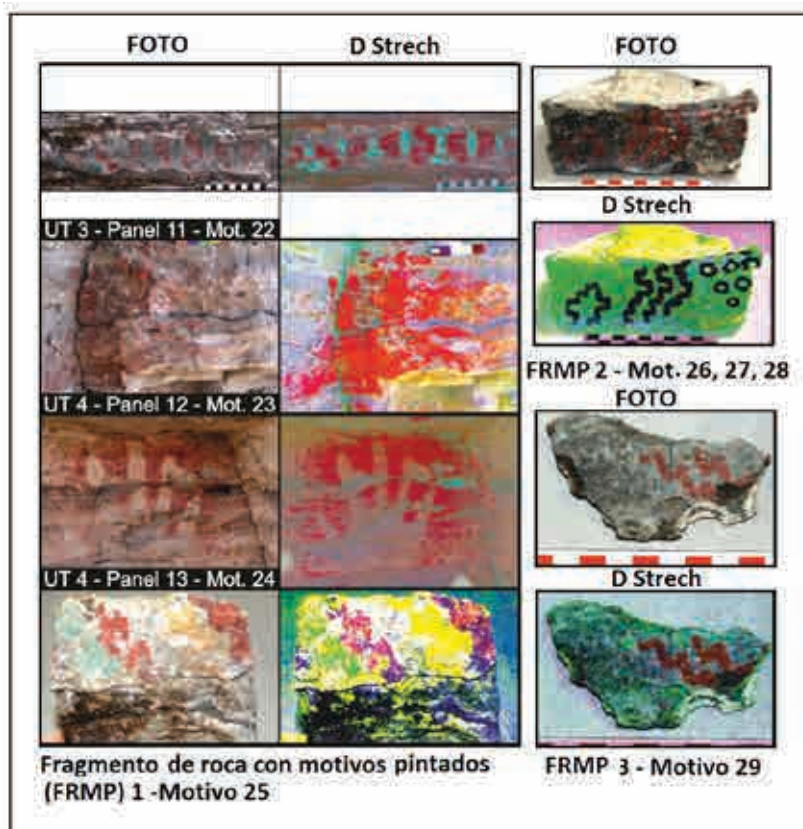 FOTO
D Strech
UT 3 - Panel 11 - Mot. 22
UT 4 - Panel 12 - Mot. 23
UT 4 - Panel 13 - Mot. 24
Fragmento de roca con motivos pintados
(FRMP) 1 -Motivo 25
FOTO
D Strech
FRMP 2 - Mot. 26, 27, 28
FOTO
D Strech
FRMP 3 - Motivo 29